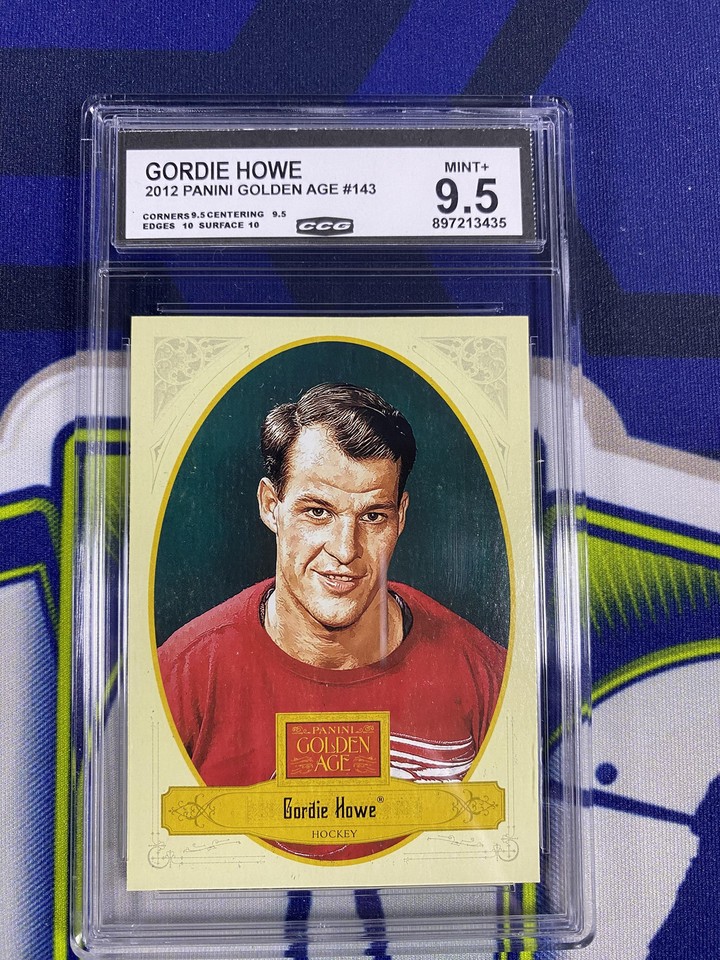 GORDIE HOWE
2012 PANINI GOLDEN AGE #143
CORNERS 9.5 CENTERING 9.5
EDGES 10 SURFACE 10
CCG
MINT+
9.5
897213435
PANINI
GOLDEN
AGE
Gordie Howe®
HOCKEY